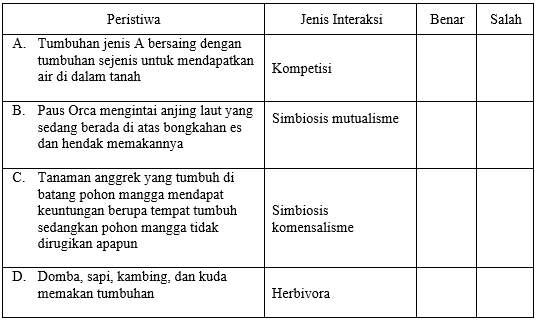 Peristiwa
Jenis Interaksi
Benar
Salah
A. Tumbuhan jenis A bersaing dengan
tumbuhan sejenis untuk mendapatkan
air di dalam tanah
Kompetisi
B. Paus Orca mengintai anjing laut yang
sedang berada di atas bongkahan es
dan hendak memakannya
Simbiosis mutualisme
C. Tanaman anggrek yang tumbuh di
batang pohon mangga mendapat
keuntungan berupa tempat tumbuh
sedangkan pohon mangga tidak
dirugikan apapun
Simbiosis
komensalisme
D. Domba, sapi, kambing, dan kuda
memakan tumbuhan
Herbivora